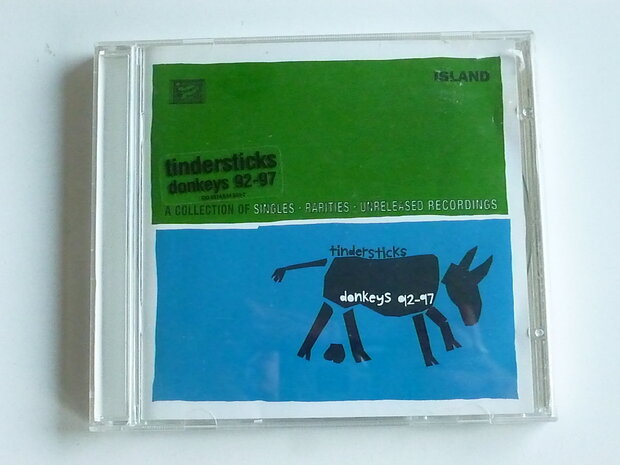 ISLAND
tindersticks
donkeys 92-97
A COLLECTION OF SINGLES · RARITIES · UNRELEASED RECORDINGS
tindersticks
donkeys 92-97